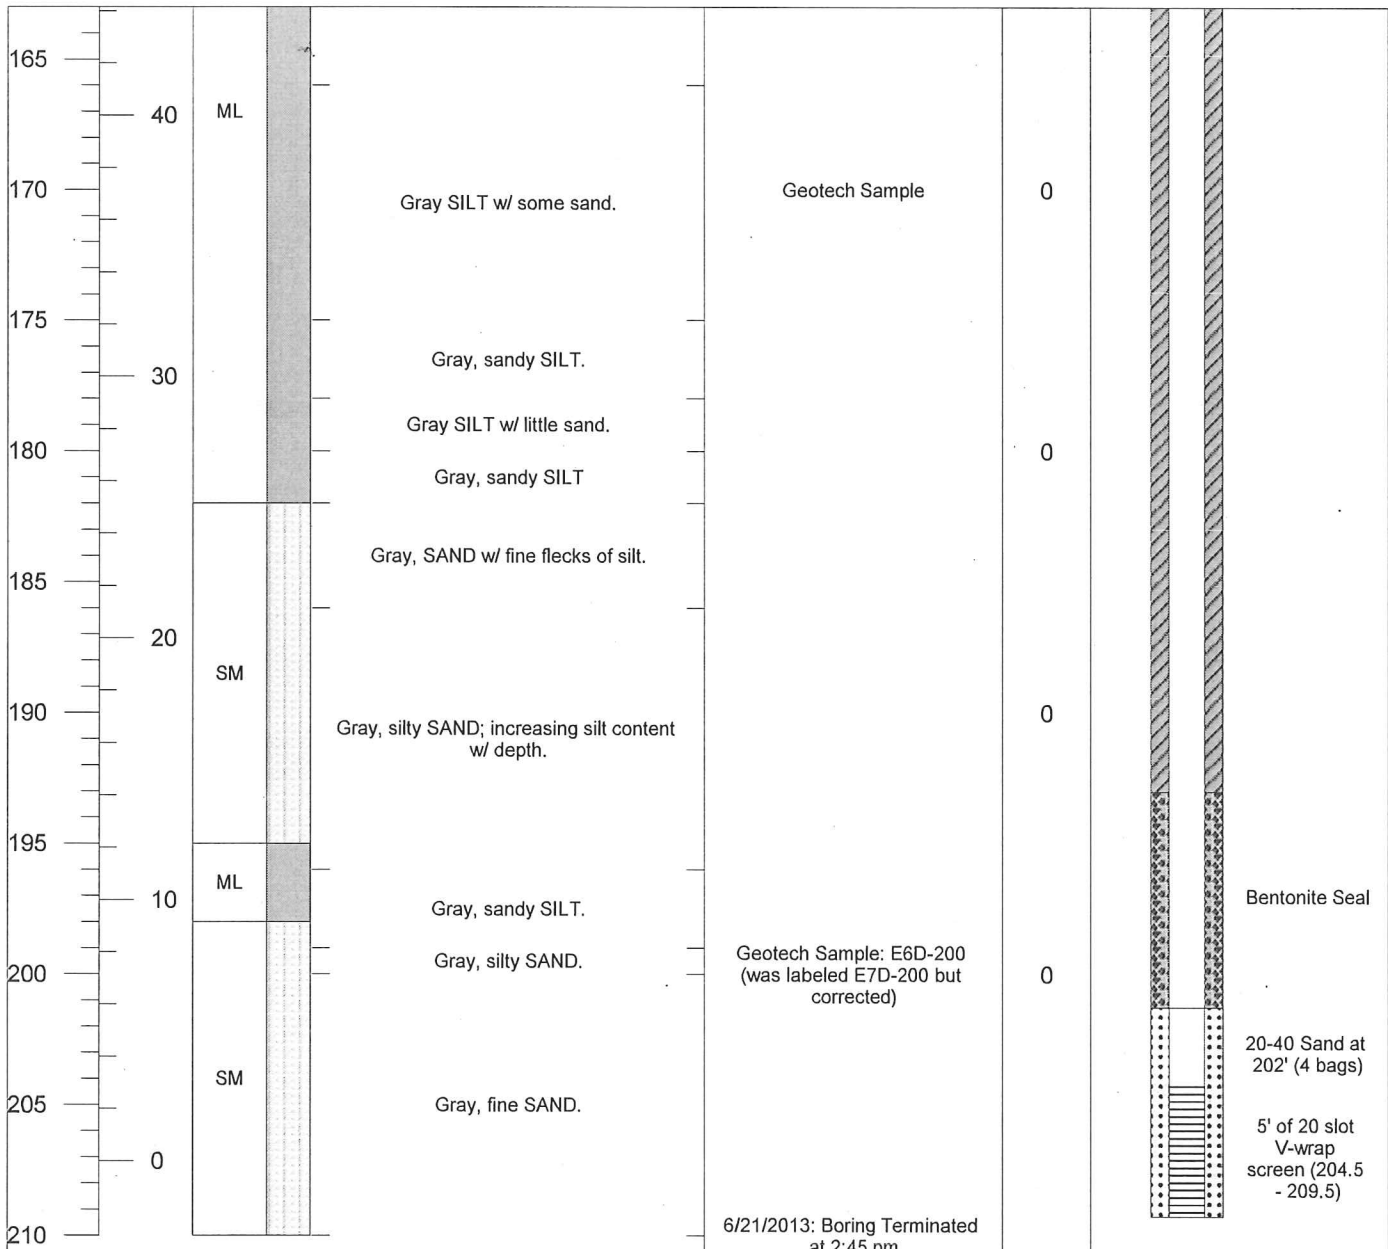 165
40
ML
170
Gray SILT w/ some sand.
Geotech Sample
0
175
Gray, sandy SILT.
30
Gray SILT w/ little sand.
180
0
Gray, sandy SILT
Gray, SAND w/ fine flecks of silt.
185
20
SM
190
Gray, silty SAND; increasing silt content
w/ depth.
0
195
ML
10
Gray, sandy SILT.
Bentonite Seal
Gray, silty SAND.
200
Geotech Sample: E6D-200
(was labeled E7D-200 but
corrected)
0
20-40 Sand at
202' (4 bags)
SM
205
Gray, fine SAND.
5' of 20 slot
V-wrap
screen (204.5
- 209.5)
0
210
6/21/2013: Boring Terminated
at 2:45 pm